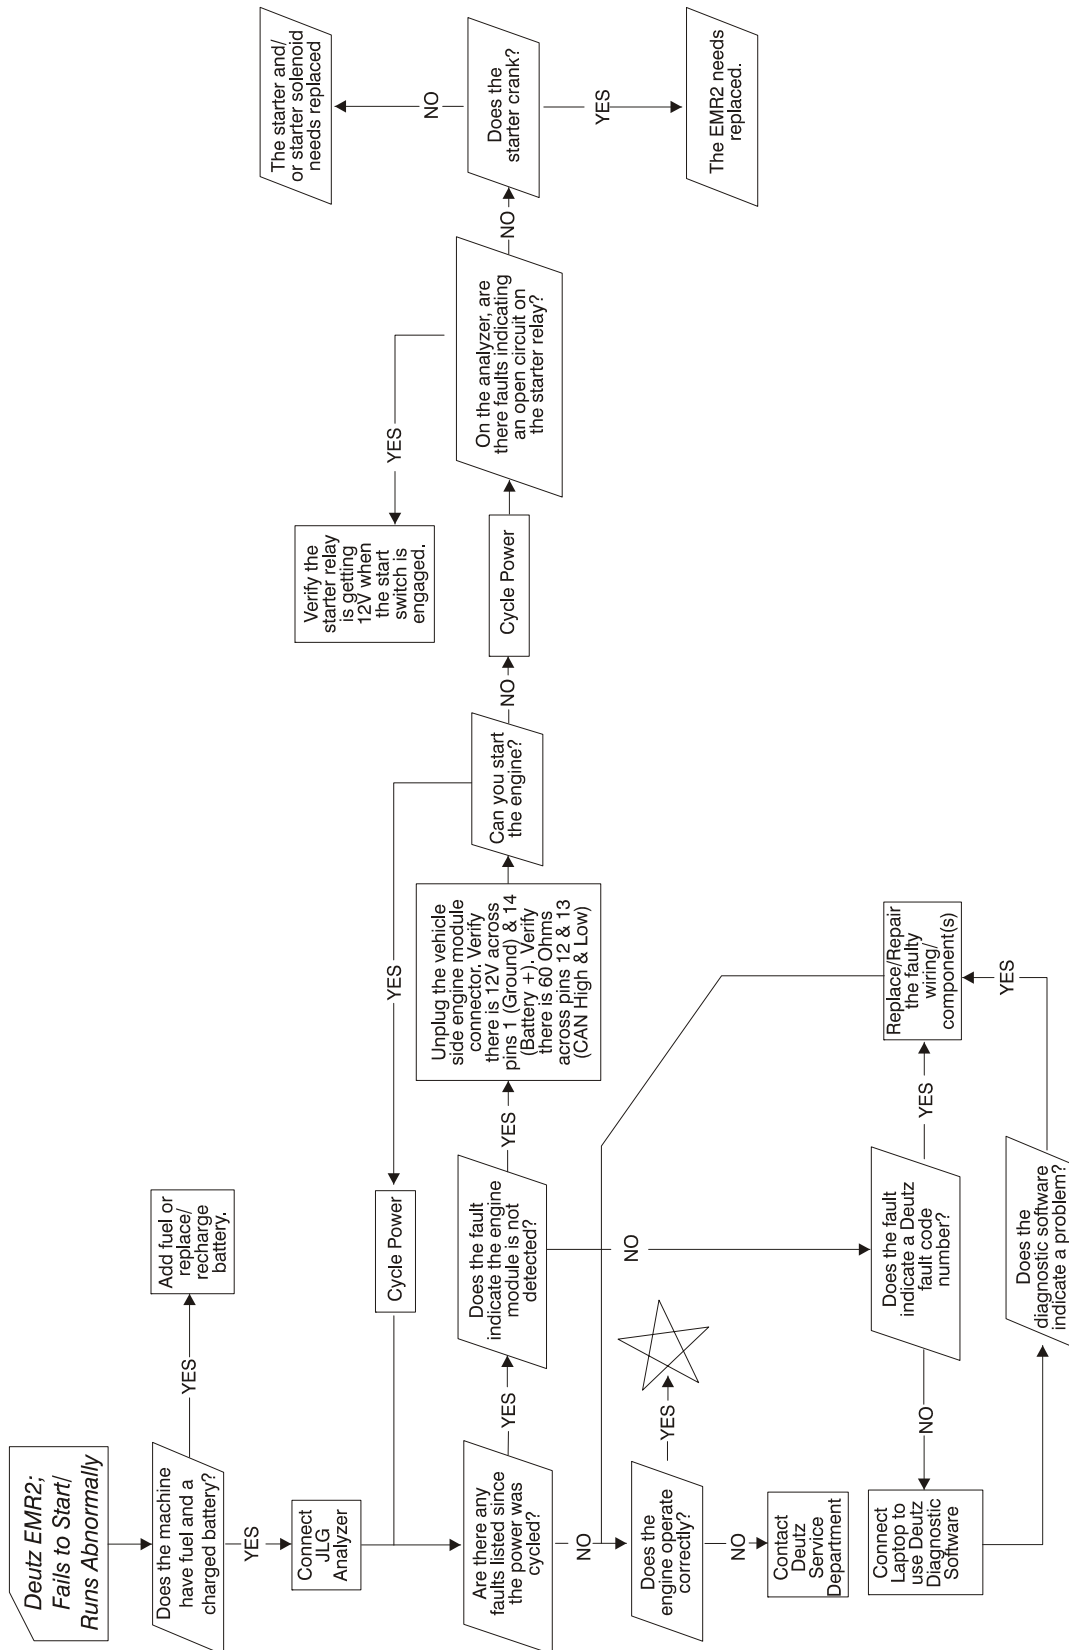 Deutz EMR2;
Fails to Start/
Runs Abnormally
Does the machine
have fuel and a
charged battery?
YES
Add fuel or
replace/
recharge
battery.
YES
Connect
JLG
Analyzer
Cycle Power
YES
Are there any
faults listed since
the power was
cycled?
YES
Does the fault
indicate the engine
module is not
detected?
YES
Unplug the vehicle
side engine module
connector. Verify
there is 12V across
pins 1 (Ground) & 14
(Battery +). Verify
there is 60 Ohms
across pins 12 & 13
(CAN High & Low)
Can you start
the engine?
NO
Cycle Power
On the analyzer, are
there faults indicating
an open circuit on
the starter relay?
YES
Verify the
starter relay
is getting
12V when
the start
switch is
engaged.
NO
Does the
starter crank?
NO
The starter and/
or starter solenoid
needs replaced
YES
The EMR2 needs
replaced.
NO
Does the
engine operate
correctly?
YES
NO
Contact
Deutz
Service
Department
NO
Does the fault
indicate a Deutz
fault code
number?
YES
Replace/Repair
the faulty
wiring/
component(s)
NO
Connect
Laptop to
use Deutz
Diagnostic
Software
Does the
diagnostic software
indicate a problem?
YES